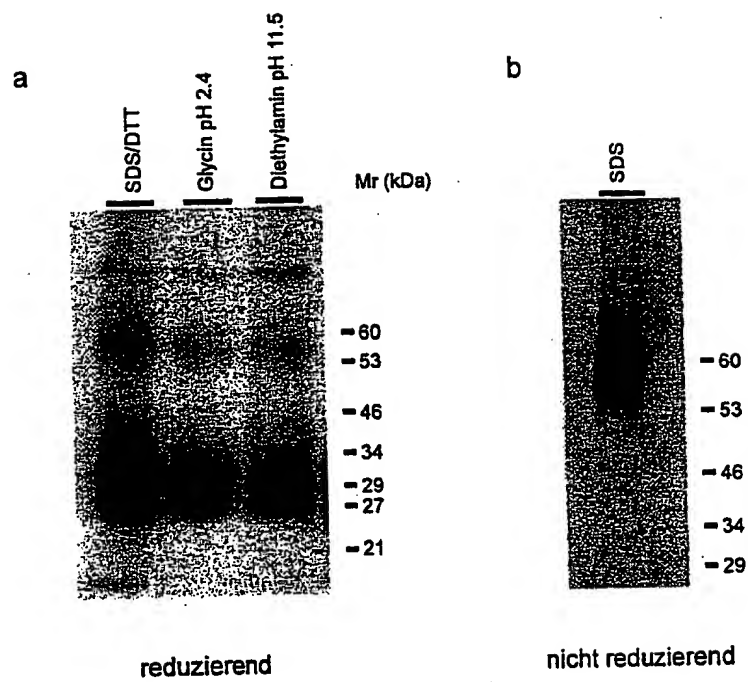 a
SDS/DTT
Glycin pH 2.4
Diethylamin pH 11.5
Mr (kDa)
60
53
46
34
29
27
21
reduzierend
b
SDS
60
53
46
34
29
nicht reduzierend